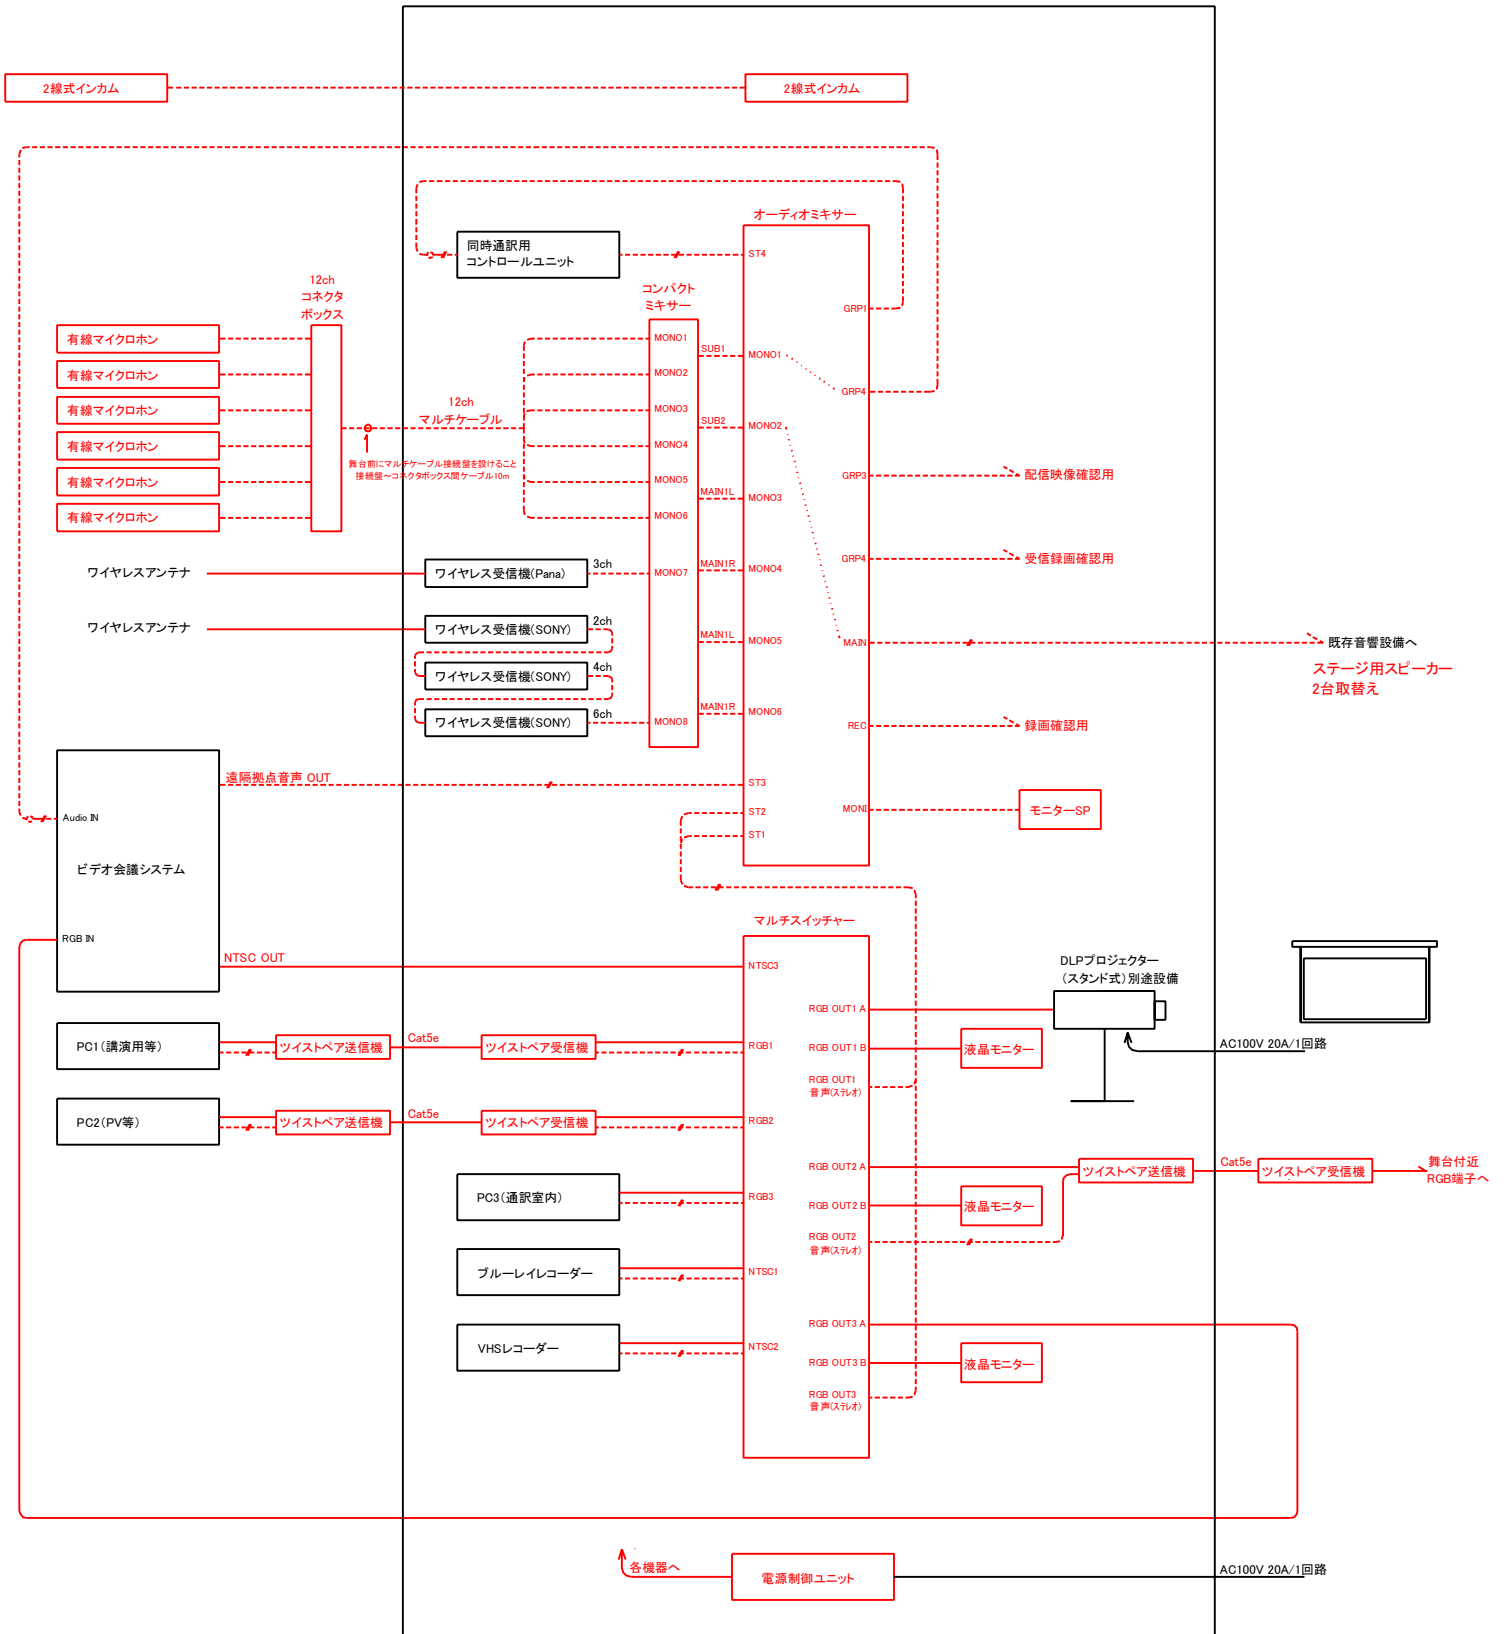 2線式インカム
2線式インカム
オーディオミキサー
同時通訳用
コントロールユニット
ST4
12ch
コネクタ
ボックス
コンパクト
ミキサー
GRP1
有線マイクロホン
有線マイクロホン
有線マイクロホン
有線マイクロホン
有線マイクロホン
有線マイクロホン
MONO1
MONO2
MONO3
MONO4
MONO5
MONO6
MONO7
MONO8
SUB1
SUB2
MAIN1L
MAIN1R
MAIN1L
MAIN1R
MONO1
MONO2
MONO3
MONO4
MONO5
MONO6
GRP4
GRP3
GRP4
MAIN
REC
MONI
12ch
マルチケーブル
舞台前にマルチケーブル接続盤を設けること
接続盤～コネクタボックス間ケーブル10m
配信映像確認用
受信録画確認用
既存音響設備へ
ステージ用スピーカー
2台取替え
録画確認用
モニターSP
ワイヤレスアンテナ
ワイヤレス受信機(Pana)
3ch
ワイヤレスアンテナ
ワイヤレス受信機(SONY)
2ch
ワイヤレス受信機(SONY)
4ch
ワイヤレス受信機(SONY)
6ch
遠隔拠点音声 OUT
ST3
ST2
ST1
Audio IN
ビデオ会議システム
RGB IN
NTSC OUT
マルチスイッチャー
NTSC3
DLPプロジェクター
（スタンド式）別途設備
RGB OUT1 A
RGB OUT1 B
RGB OUT1
音声(ステレオ)
液晶モニター
AC100V 20A/1回路
PC1（講演用等）
ツイストペア送信機
Cat5e
ツイストペア受信機
RGB1
PC2（PV等）
ツイストペア送信機
Cat5e
ツイストペア受信機
RGB2
RGB OUT2 A
RGB OUT2 B
RGB OUT2
音声(ステレオ)
液晶モニター
ツイストペア送信機
Cat5e
ツイストペア受信機
舞台付近
RGB端子へ
PC3（通訳室内）
RGB3
ブルーレイレコーダー
NTSC1
VHSレコーダー
NTSC2
RGB OUT3 A
RGB OUT3 B
RGB OUT3
音声(ステレオ)
液晶モニター
各機器へ
電源制御ユニット
AC100V 20A/1回路